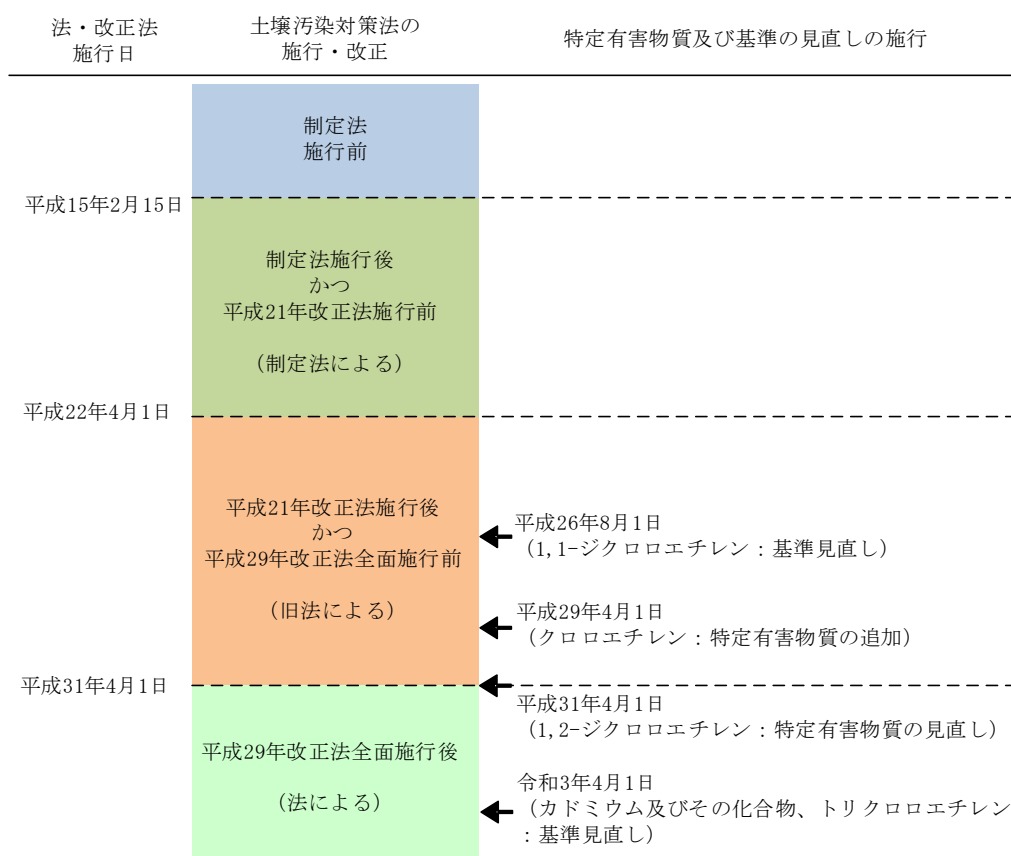 法・改正法
施行日
土壌汚染対策法の
施行・改正
特定有害物質及び基準の見直しの施行
制定法
施行前
平成15年2月15日
制定法施行後
かつ
平成21年改正法施行前
（制定法による）
平成22年4月1日
平成21年改正法施行後
かつ
平成29年改正法全面施行前
（旧法による）
平成26年8月1日
（1,1-ジクロロエチレン：基準見直し）
平成29年4月1日
（クロロエチレン：特定有害物質の追加）
平成31年4月1日
平成31年4月1日
（1,2-ジクロロエチレン：特定有害物質の見直し）
平成29年改正法全面施行後
（法による）
令和3年4月1日
（カドミウム及びその化合物、トリクロロエチレン
：基準見直し）